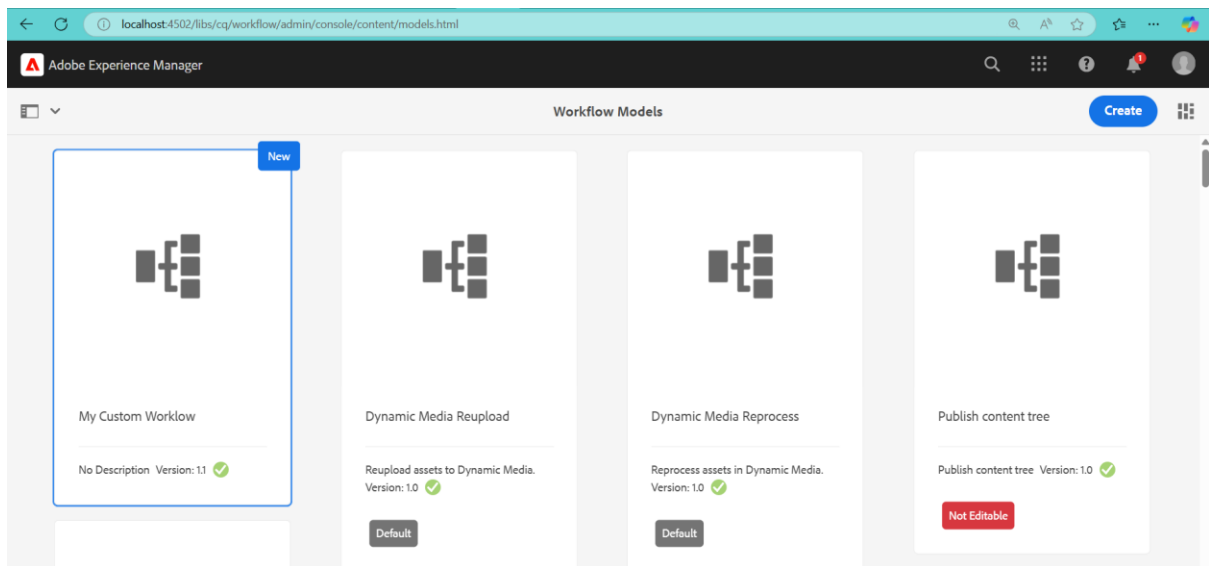 localhost:4502/libs/cq/workflow/admin/console/content/models.html
Adobe Experience Manager
1
Workflow Models
Create
New
My Custom Worklow
No Description Version: 1.1
Dynamic Media Reupload
Reupload assets to Dynamic Media.
Version: 1.0
Default
Dynamic Media Reprocess
Reprocess assets in Dynamic Media.
Version: 1.0
Default
Publish content tree
Publish content tree Version: 1.0
Not Editable